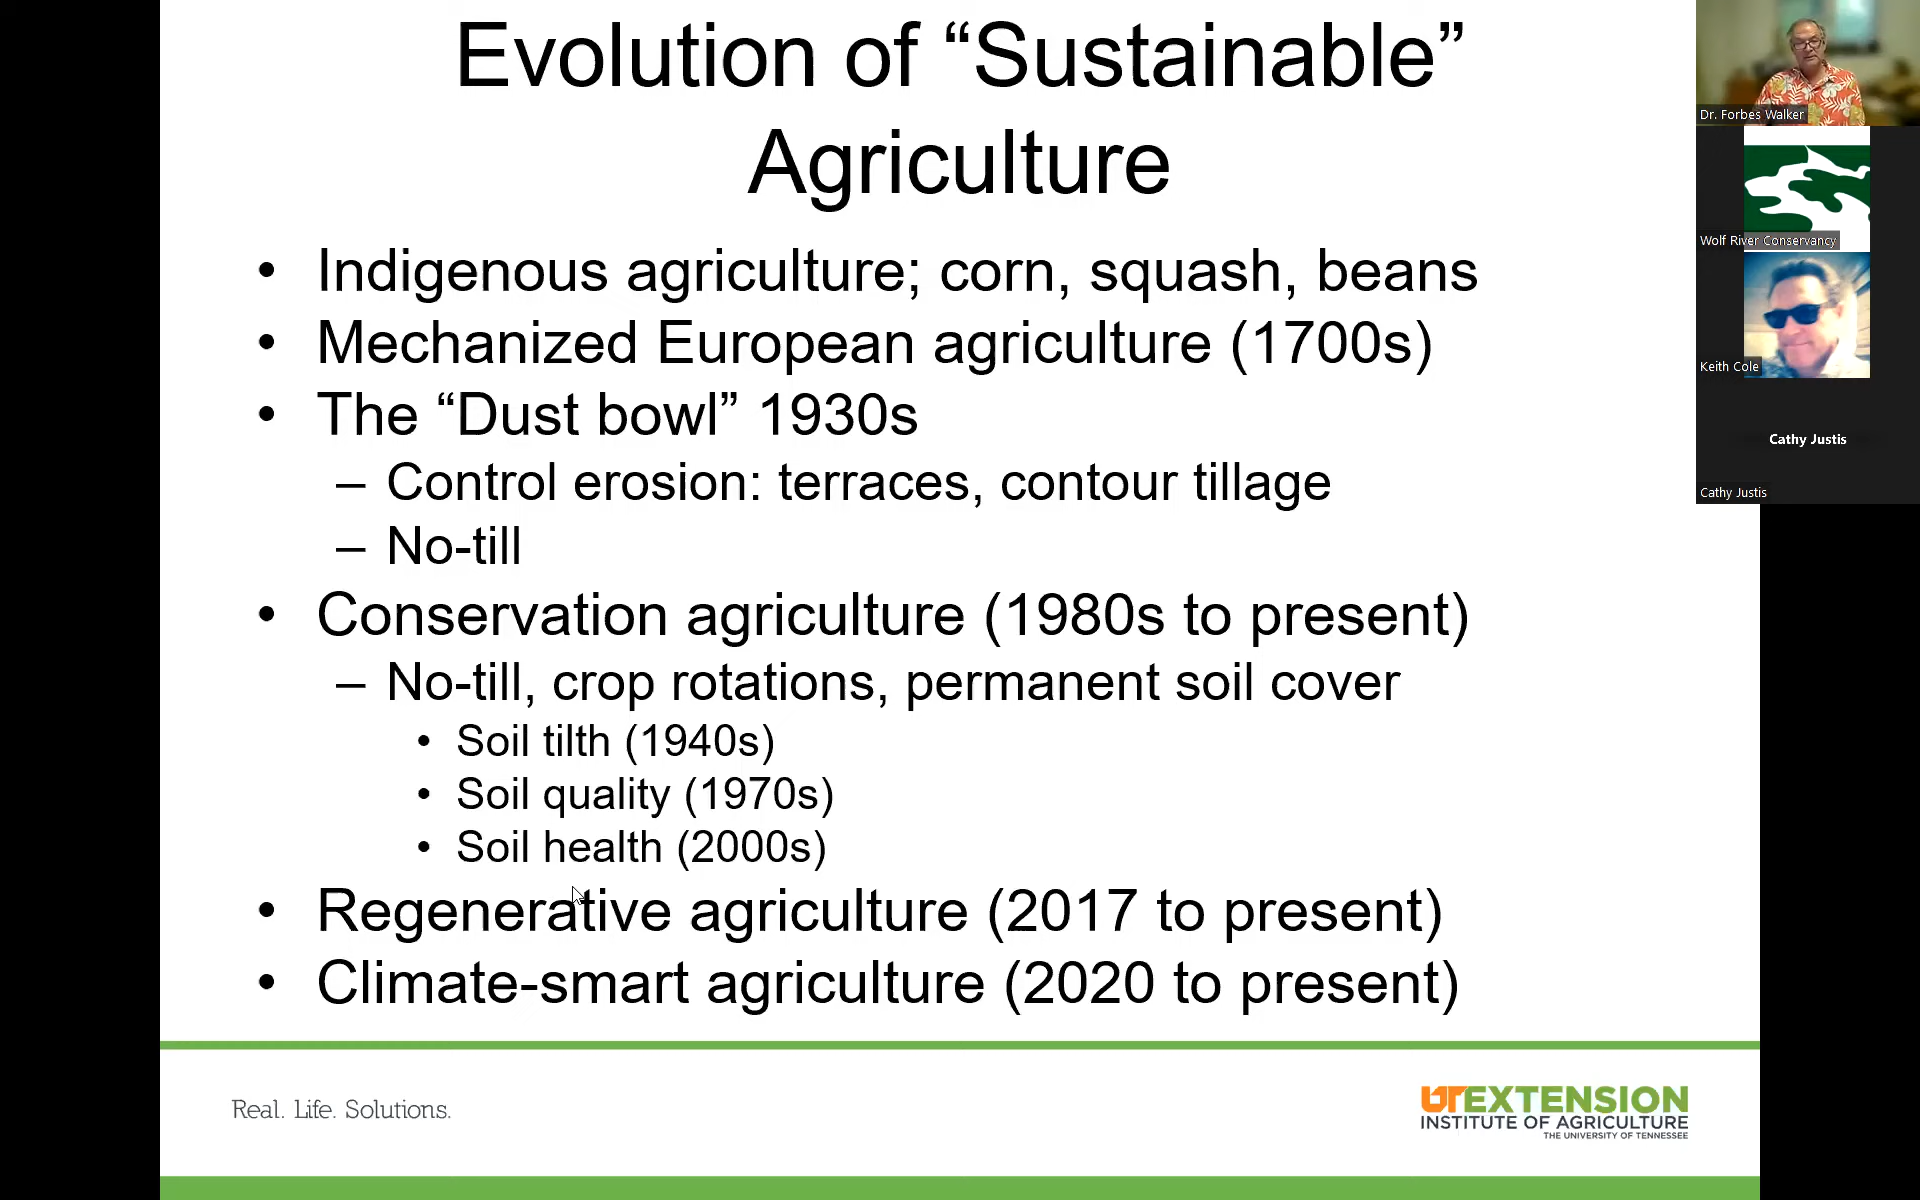 Evolution of “Sustainable”
Agriculture
• Indigenous agriculture; corn, squash, beans
• Mechanized European agriculture (1700s)
• The “Dust bowl” 1930s
– Control erosion: terraces, contour tillage
– No-till
• Conservation agriculture (1980s to present)
– No-till, crop rotations, permanent soil cover
• Soil tilth (1940s)
• Soil quality (1970s)
• Soil health (2000s)
• Regenerative agriculture (2017 to present)
• Climate-smart agriculture (2020 to present)
Real. Life. Solutions.
UTEXTENSION
INSTITUTE OF AGRICULTURE
THE UNIVERSITY OF TENNESSEE
Dr. Forbes Walker
Wolf River Conservancy
Keith Cole
Cathy Justis
Cathy Justis